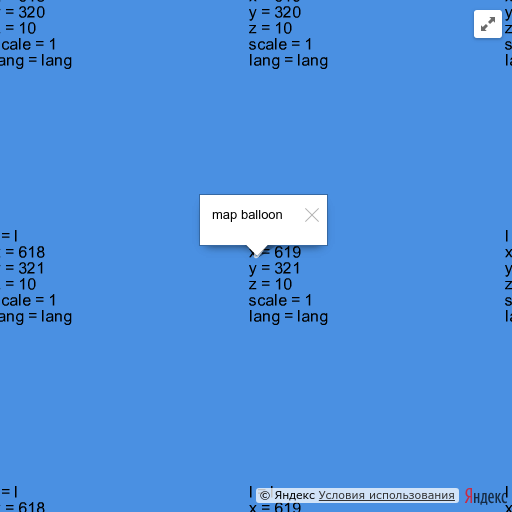 y = 320
y = 320
z = 10
= 10
z = 10
scale = 1
scale = 1
lang = lang
lang = lang
map balloon
= l
l
= 618
x = 619
x
= 321
y = 321
y
= 10
z = 10
z
scale = 1
scale = 1
lang = lang
lang = lang
= l
l
= 618
x = 619
© Яндекс Условия использования
Яндекс